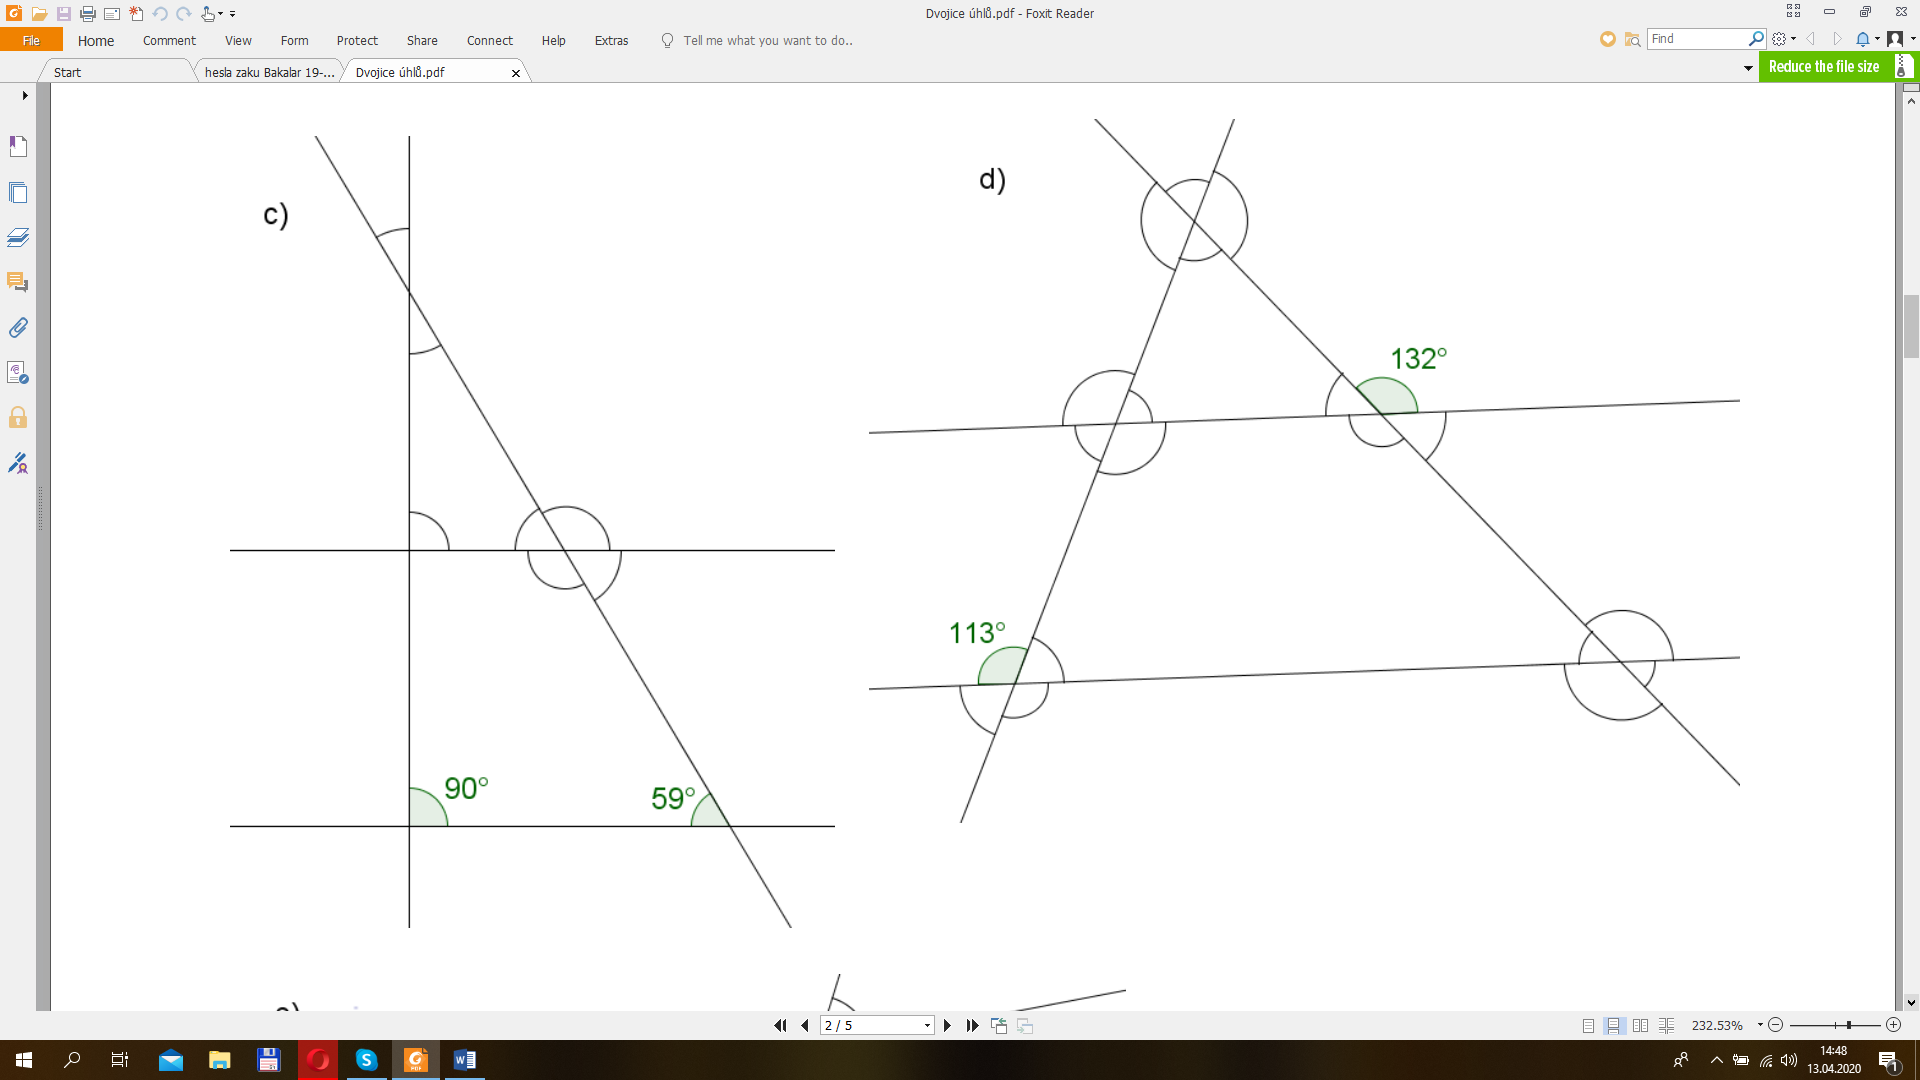 Dvojice úhlů.pdf - Foxit Reader
File Home Comment View Form Protect Share Connect Help Extras Tell me what you want to do.. Find
Start hesla zaku Bakalar 19-... Dvojice úhlů.pdf Reduce the file size
c)
90°
59°
d)
132°
113°
2 / 5
232.53%
14:48
13.04.2020
1